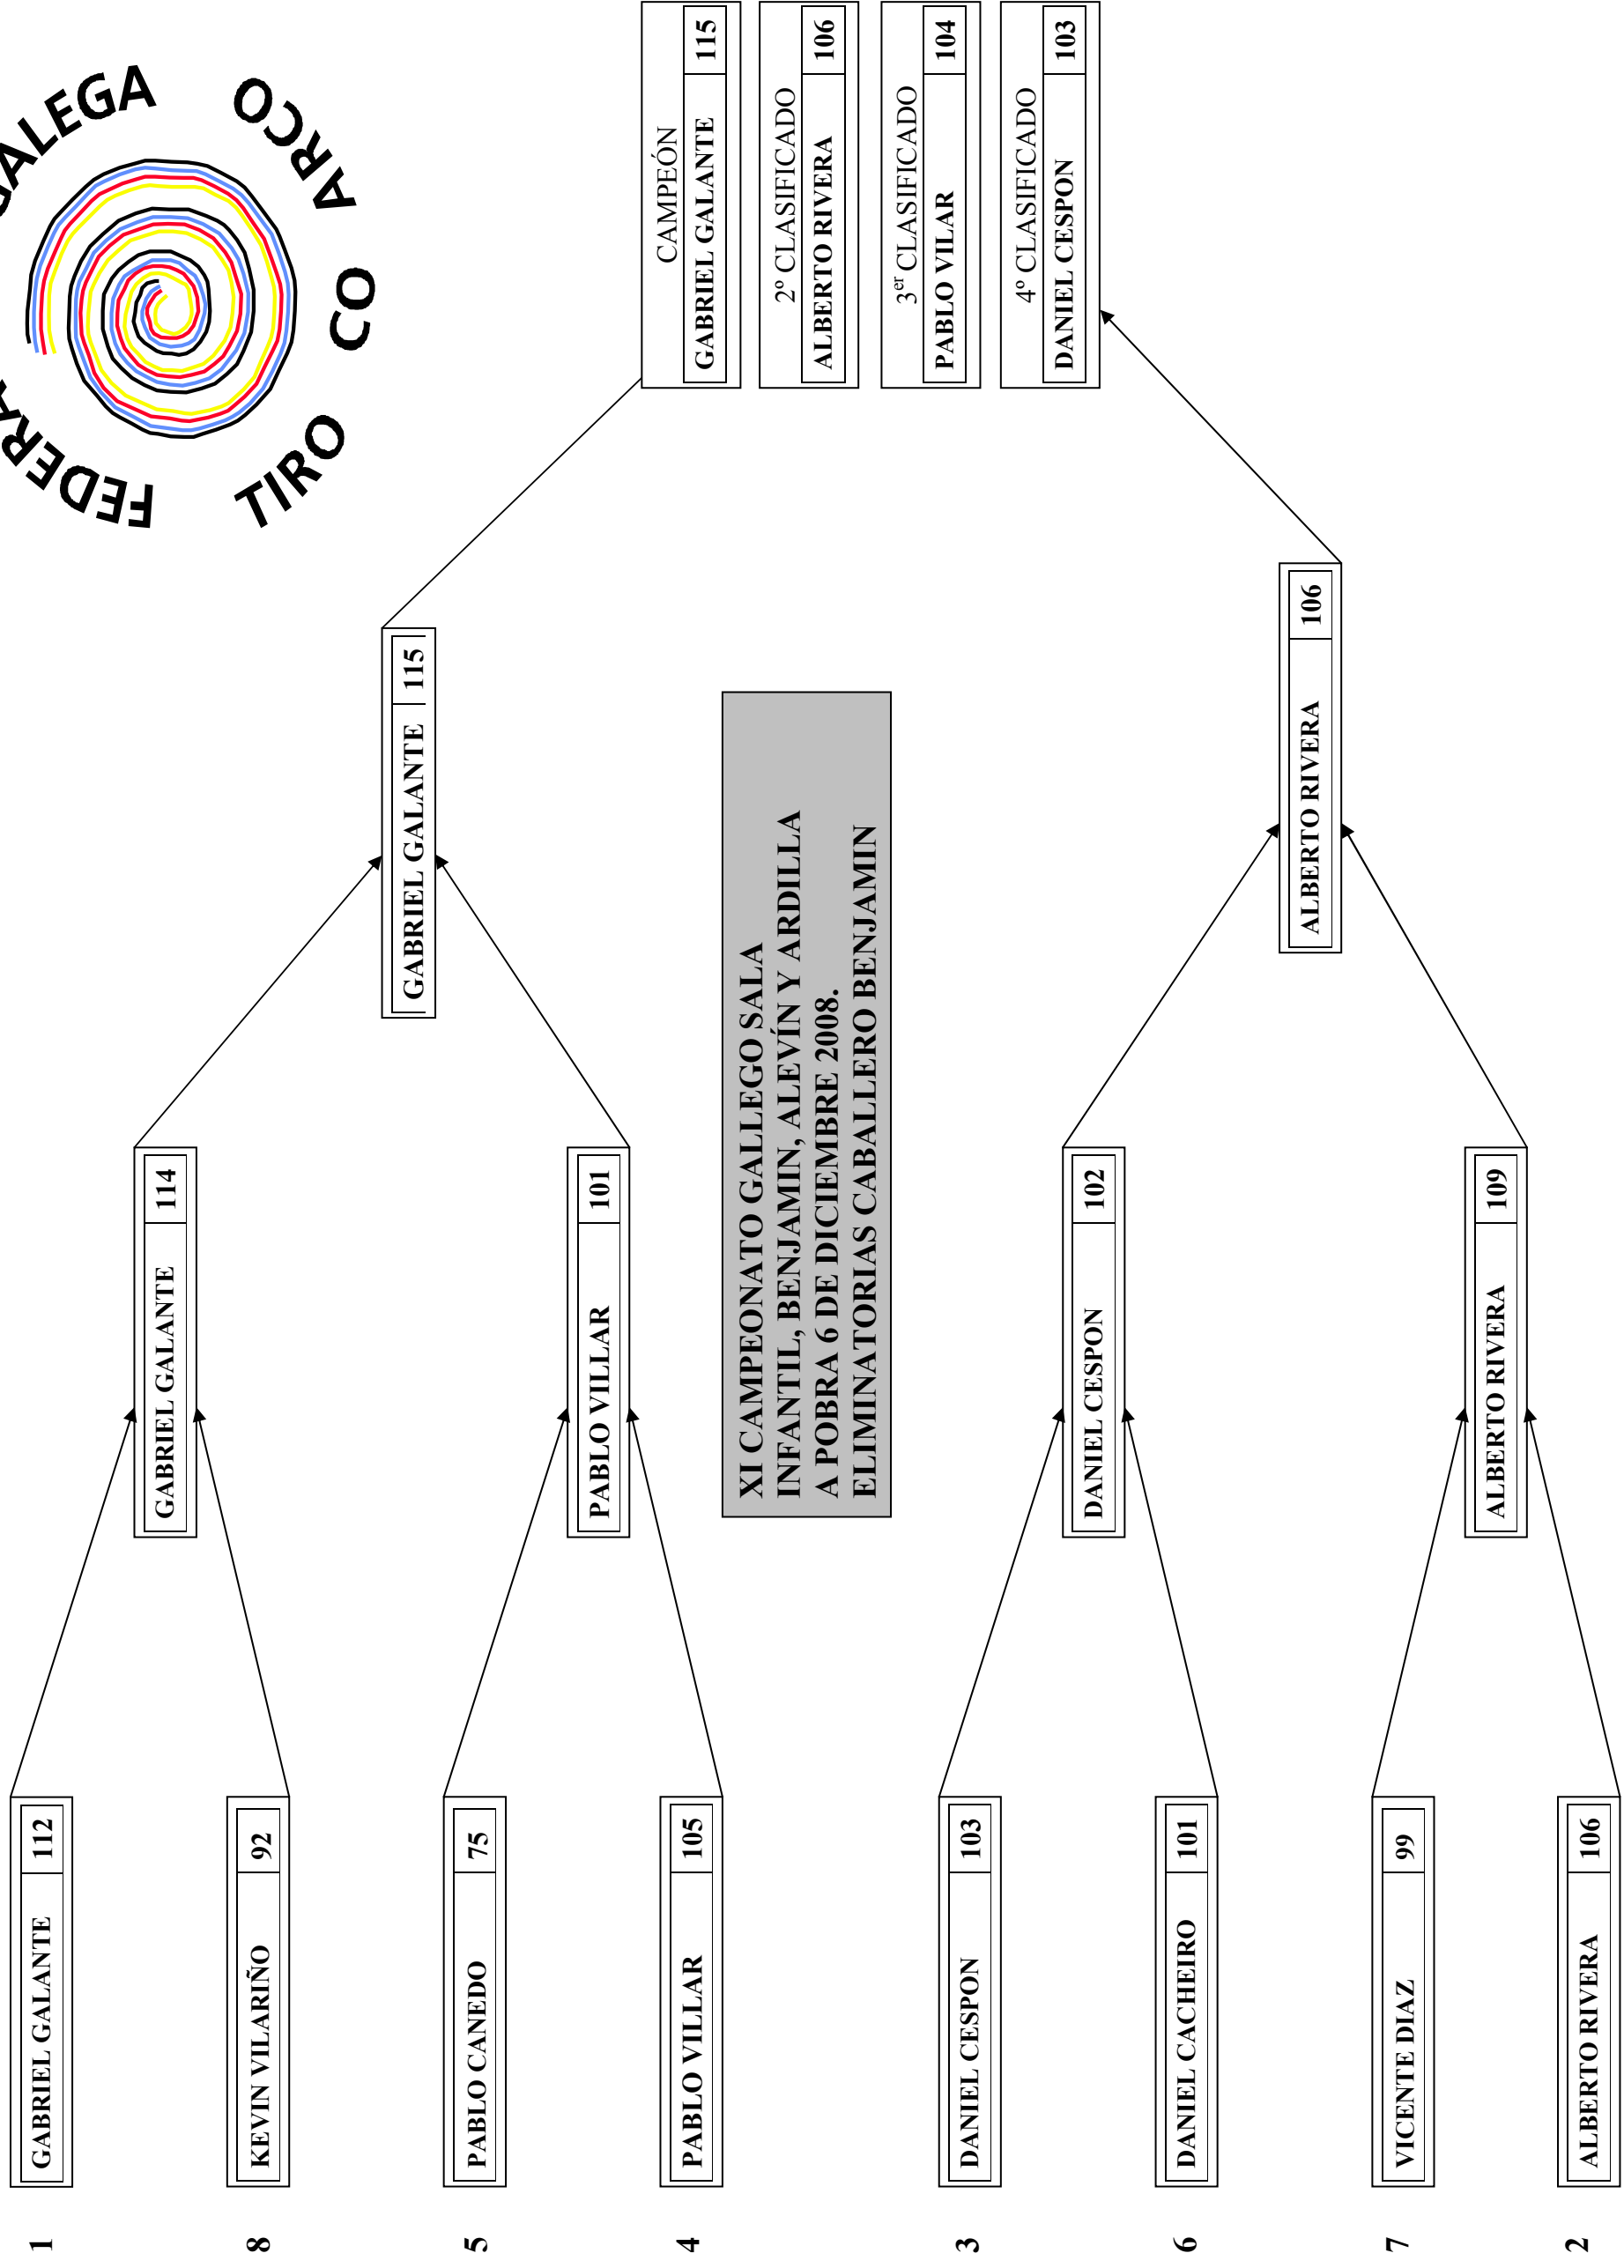 FEDERA
GALEGA
TIRO CO ARCO
1
GABRIEL GALANTE 112
8
KEVIN VILARIÑO 92
5
PABLO CANEDO 75
4
PABLO VILLAR 105
3
DANIEL CESPON 103
6
DANIEL CACHEIRO 101
7
VICENTE DIAZ 99
2
ALBERTO RIVERA 106
GABRIEL GALANTE 114
PABLO VILLAR 101
DANIEL CESPON 102
ALBERTO RIVERA 109
XI CAMPEONATO GALLEGO SALA
INFANTIL, BENJAMIN, ALEVÍN Y ARDILLA
A POBRA 6 DE DICIEMBRE 2008.
ELIMINATORIAS CABALLERO BENJAMIN
GABRIEL GALANTE 115
ALBERTO RIVERA 106
CAMPEÓN
GABRIEL GALANTE 115
2º CLASIFICADO
ALBERTO RIVERA 106
3er CLASIFICADO
PABLO VILAR 104
4º CLASIFICADO
DANIEL CESPON 103